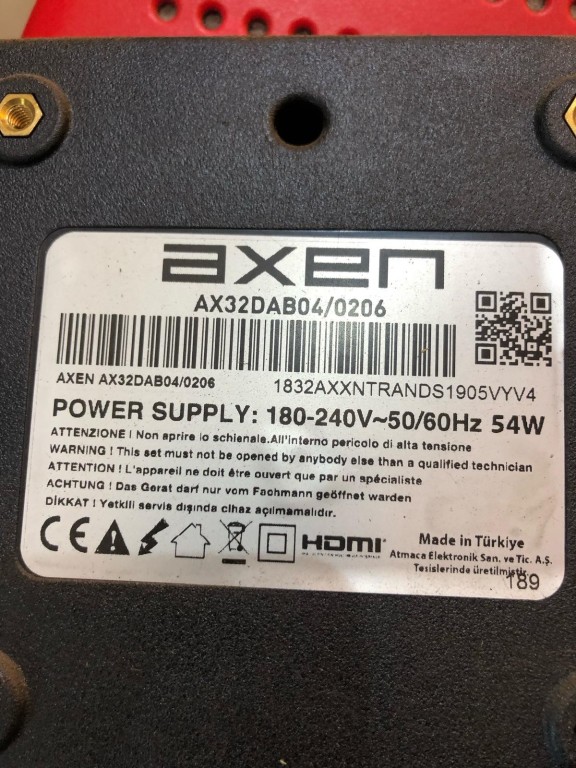 axen
AX32DAB04/0206
AXEN AX32DAB04/0206
1832AXXNTRANDS1905VYV4
POWER SUPPLY: 180-240V~50/60Hz 54W
ATTENZIONE ! Non aprire lo schienale.All'interno pericolo di alta tensione
WARNING ! This set must not be opened by anybody else than a qualified technician
ATTENTION ! L'appareil ne doit être ouvert que par un spécialiste
ACHTUNG ! Das Gerat darf nur vom Fachmann geöffnet warden
DİKKAT ! Yetkili servis dışında cihaz açılmamalıdır.
CE
HDMI
Made in Türkiye
Atmaca Elektronik San. ve Tic. A.Ş.
Tesislerinde üretilmiştir
189